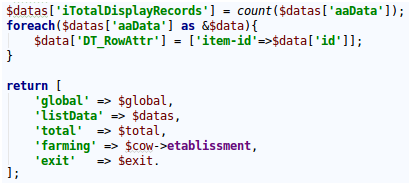 $datas['iTotalDisplayRecords'] = count($datas['aaData']);
foreach($datas['aaData'] as &$data){
    $data['DT_RowAttr'] = ['item-id'=>$data['id']];
}

return [
    'global' => $global,
    'listData' => $datas,
    'total'  => $total,
    'farming' => $cow->etablissment,
    'exit'   => $exit.
];